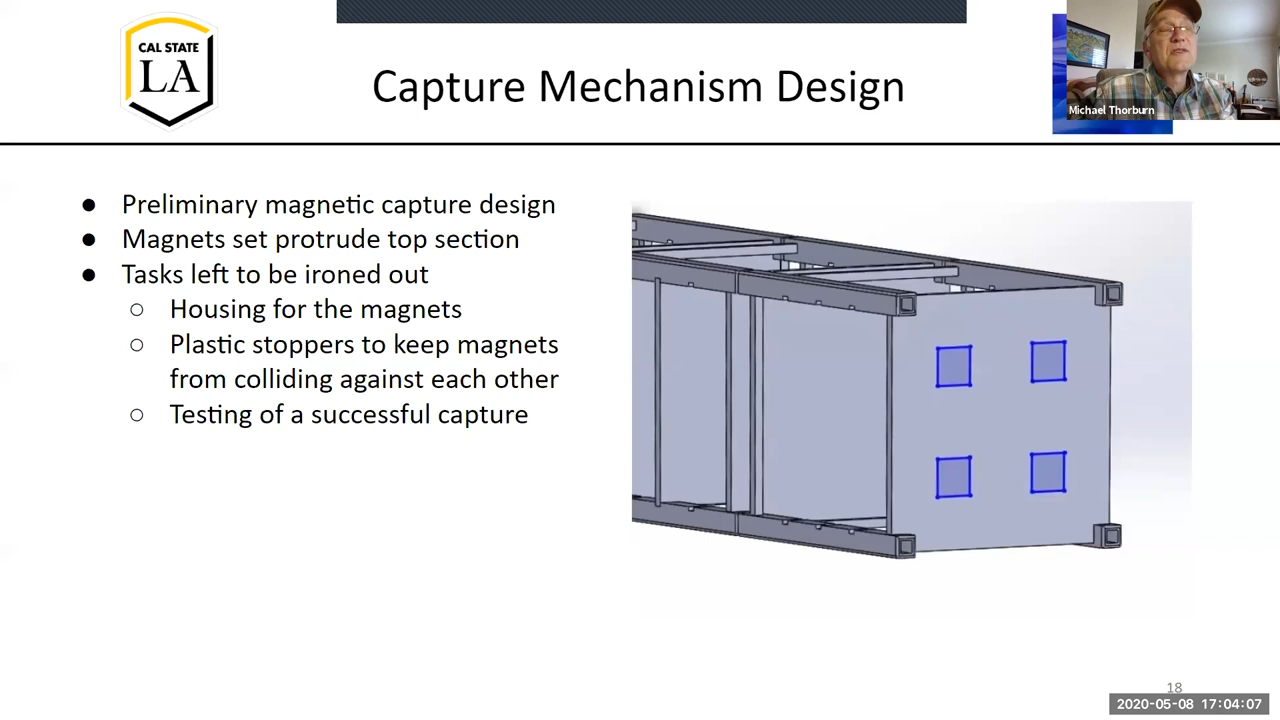 CAL STATE
LA
Capture Mechanism Design
Michael Thorburn
● Preliminary magnetic capture design
● Magnets set protrude top section
● Tasks left to be ironed out
○ Housing for the magnets
○ Plastic stoppers to keep magnets
from colliding against each other
○ Testing of a successful capture
18
2020-05-08 17:04:07